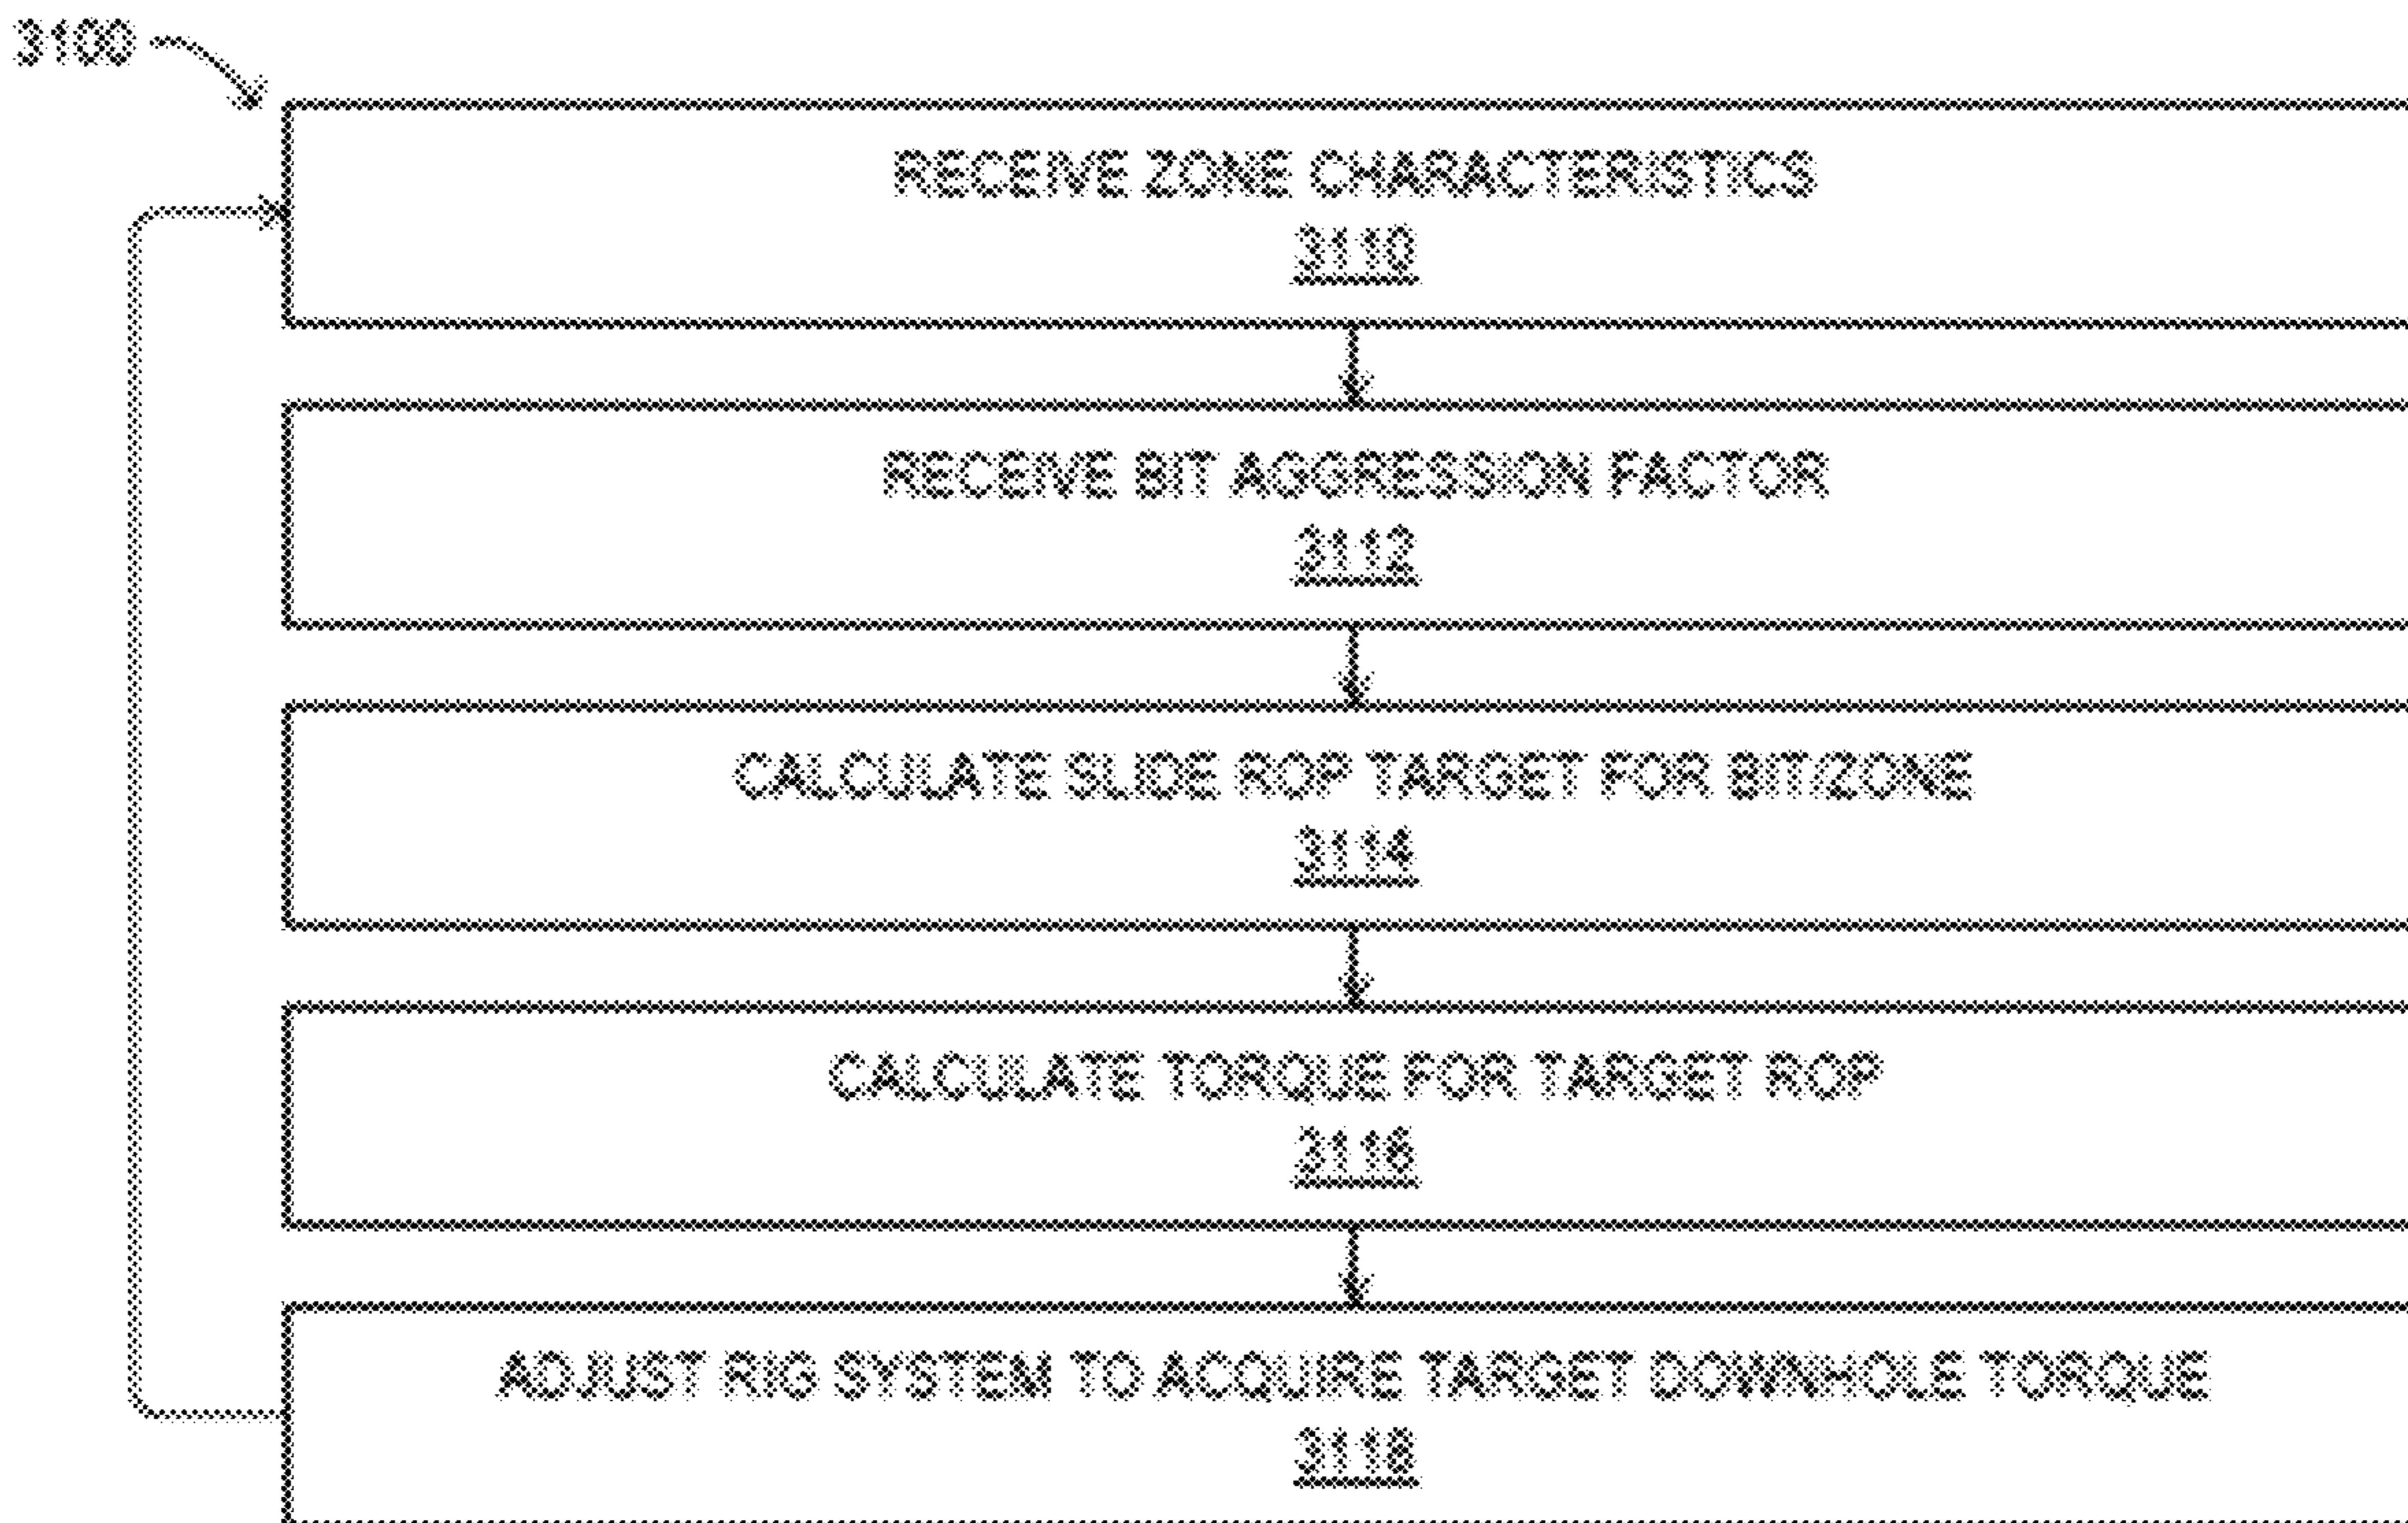 3100
RECEIVE ZONE CHARACTERISTICS
3110
RECEIVE BIT AGGRESSION FACTOR
3112
CALCULATE SLIDE ROP TARGET FOR BIT/ZONE
3114
CALCULATE TORQUE FOR TARGET ROP
3116
ADJUST RIG SYSTEM TO ACQUIRE TARGET DOWNHOLE TORQUE
3118